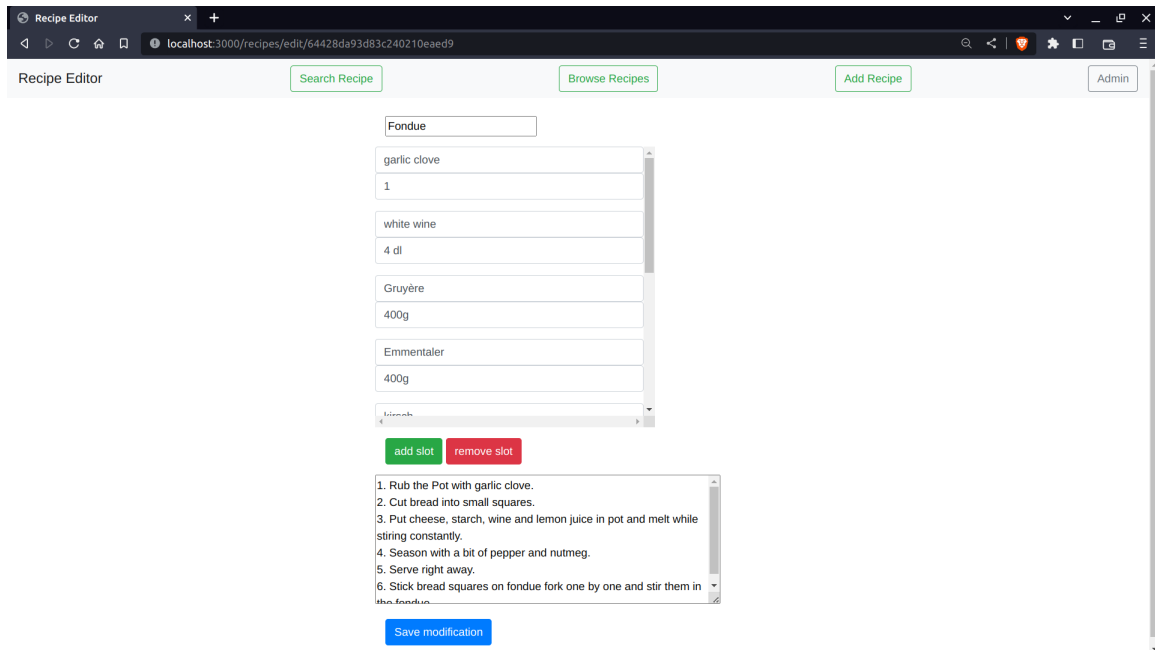 Recipe Editor
localhost:3000/recipes/edit/64428da93d83c240210eaed9
Recipe Editor
Search Recipe
Browse Recipes
Add Recipe
Admin
Fondue
garlic clove
1
white wine
4 dl
Gruyère
400g
Emmentaler
400g
kirsch
add slot
remove slot
1. Rub the Pot with garlic clove.
2. Cut bread into small squares.
3. Put cheese, starch, wine and lemon juice in pot and melt while
stiring constantly.
4. Season with a bit of pepper and nutmeg.
5. Serve right away.
6. Stick bread squares on fondue fork one by one and stir them in
the fondue
Save modification